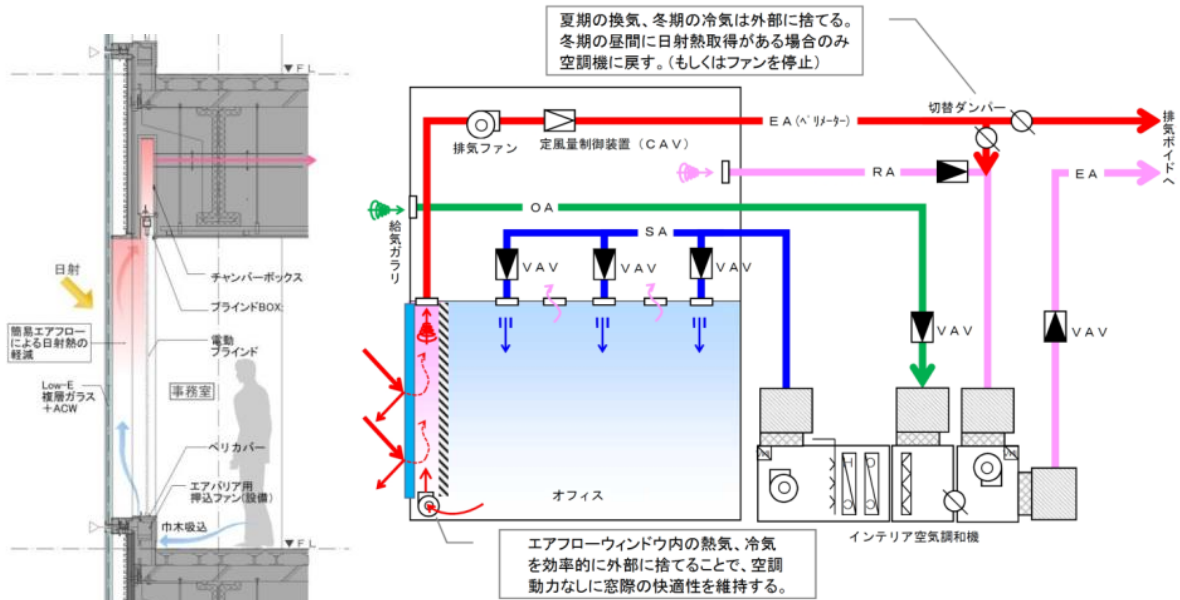 夏期の換気、冬期の冷気は外部に捨てる。
冬期の昼間に日射熱取得がある場合のみ
空調機に戻す。(もしくはファンを停止)
▼FL
日射
チャンバーボックス
ブラインドBOX
簡易エアフロー
による日射熱の
軽減
電動
ブラインド
Low-E
複層ガラス
+ACW
事務室
ペリカバー
エアバリア用
押込ファン(設備)
巾木吸込
▼FL
切替ダンパー
EA(ペリメーター)
排気ファン
定風量制御装置(CAV)
排気ボイドへ
RA
EA
OA
給気ガラリ
SA
VAV
VAV
VAV
VAV
VAV
オフィス
インテリア空気調和機
エアフローウィンドウ内の熱気、冷気
を効率的に外部に捨てることで、空調
動力なしに窓際の快適性を維持する。